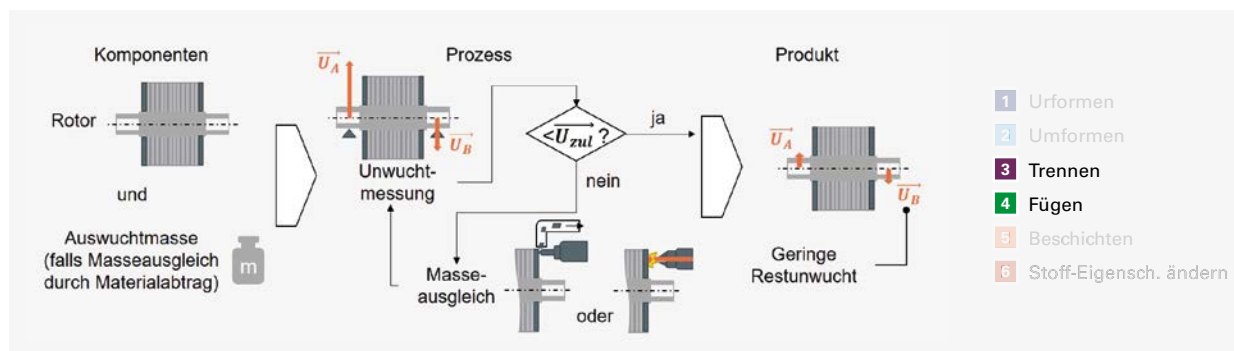 Komponenten
Rotor
und
Auswuchtmasse
(falls Masseausgleich
durch Materialabtrag)
m
Prozess
U_A
U_B
Unwucht-
messung
<U_zul ?
ja
nein
Masse-
ausgleich
oder
Produkt
U_A
U_B
Geringe
Restunwucht
1 Urformen
2 Umformen
3 Trennen
4 Fügen
5 Beschichten
6 Stoff-Eigensch. ändern